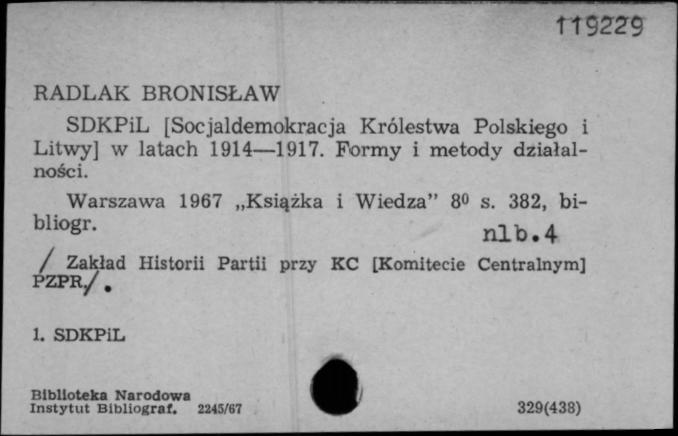 119229
RADLAK BRONISŁAW
SDKPiL [Socjaldemokracja Królestwa Polskiego i
Litwy] w latach 1914—1917. Formy i metody działal-
ności.
Warszawa 1967 „Książka i Wiedza” 8⁰ s. 382, bi-
bliogr.
nlb.4
/ Zakład Historii Partii przy KC [Komitecie Centralnym]
PZPR/.
1. SDKPiL
Biblioteka Narodowa
Instytut Bibliograf. 2245/67
329(438)